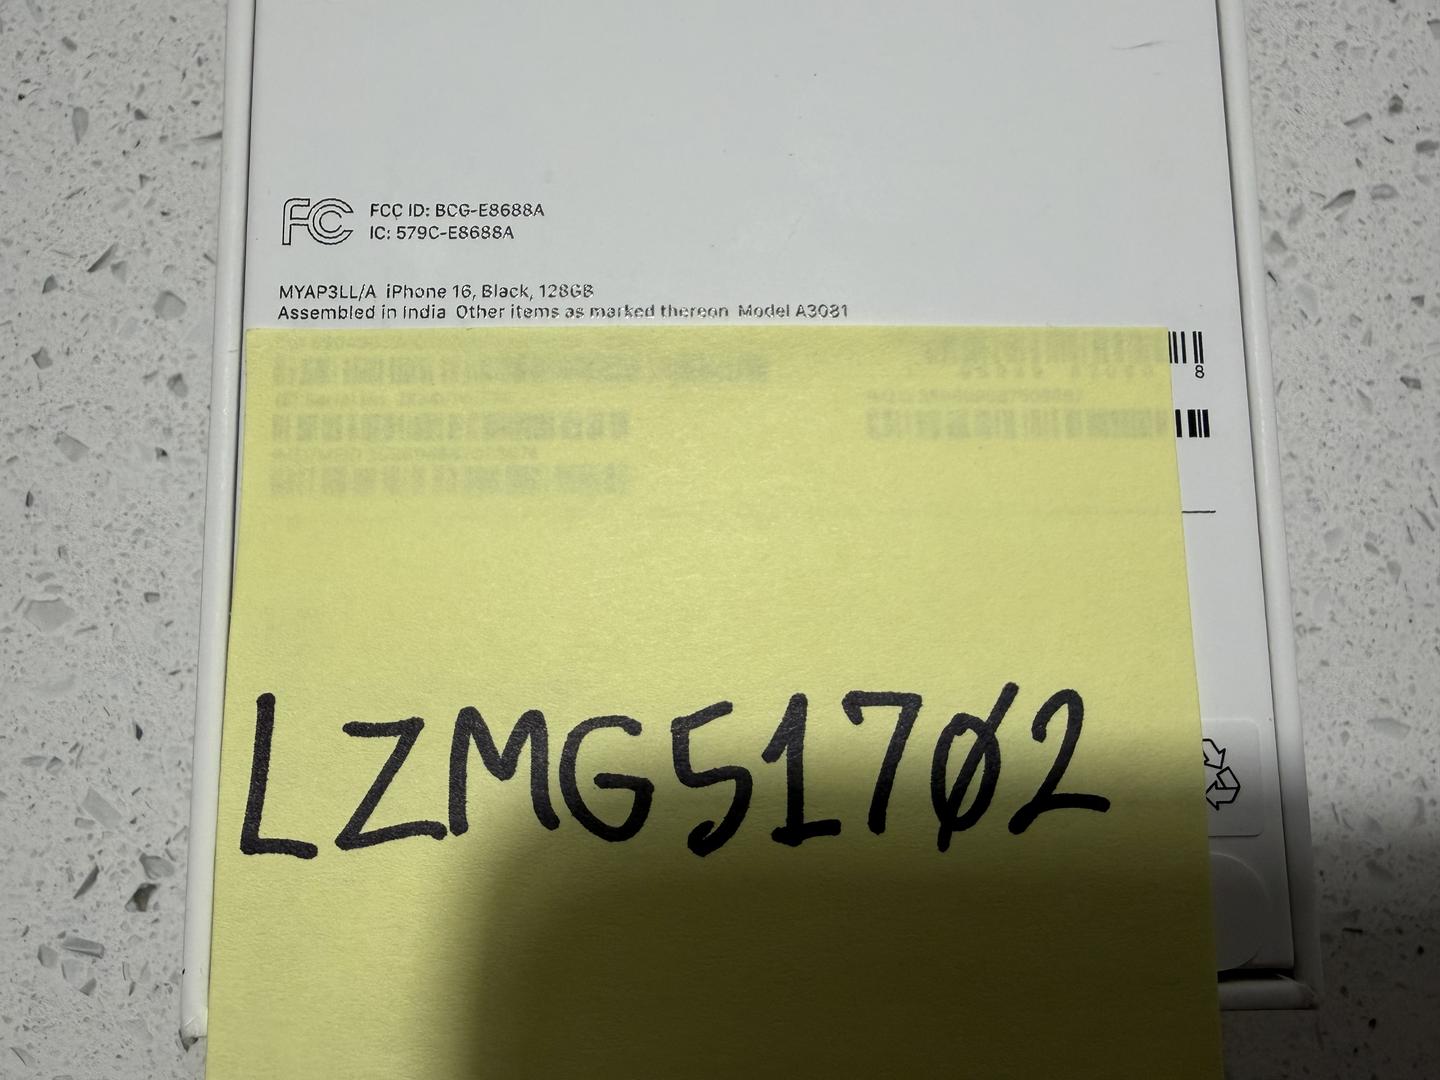 FC FCC ID: BCG-E8688A
IC: 579C-E8688A
MYAP3LL/A iPhone 16, Black, 128GB
Assembled in India Other items as marked thereon Model A3081
8
LZMG51702